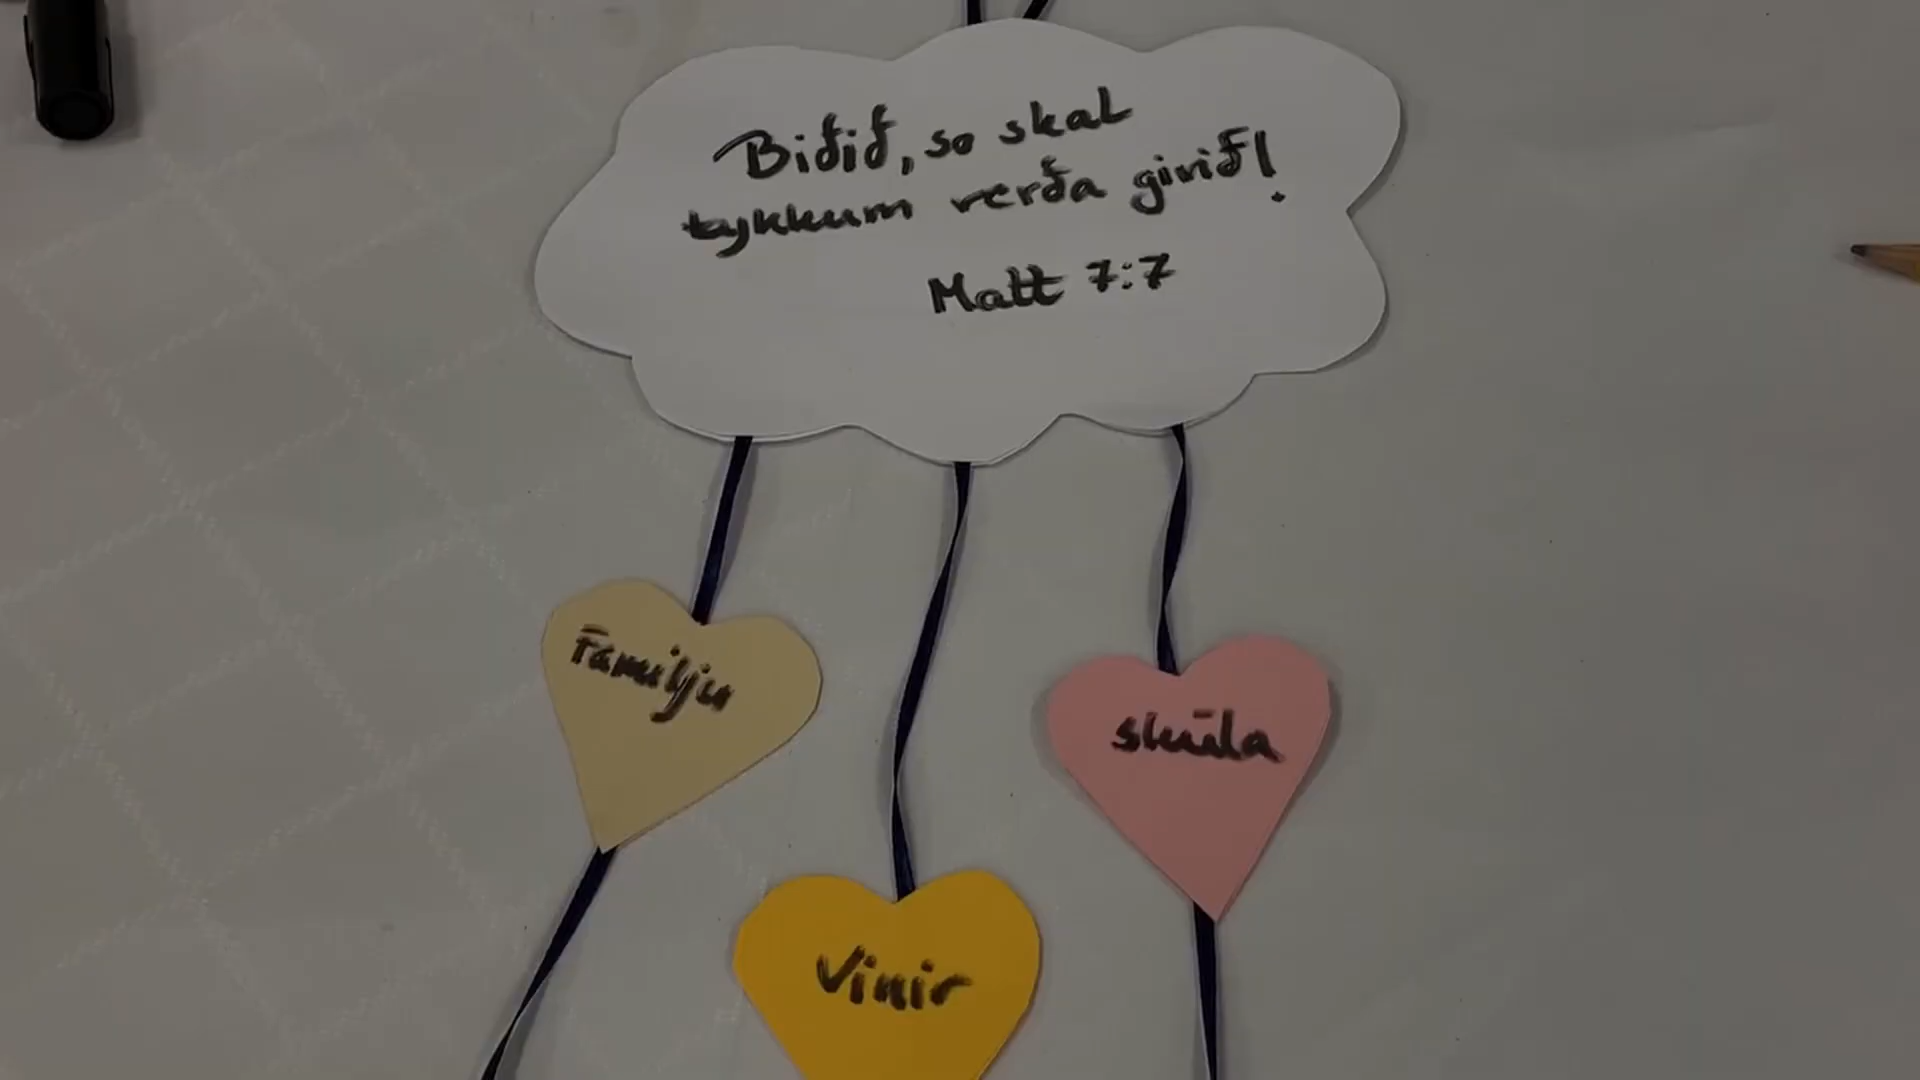 Biðið, so skal
tykkum verða givið!
Matt 7:7
Familju
skúla
Vinir